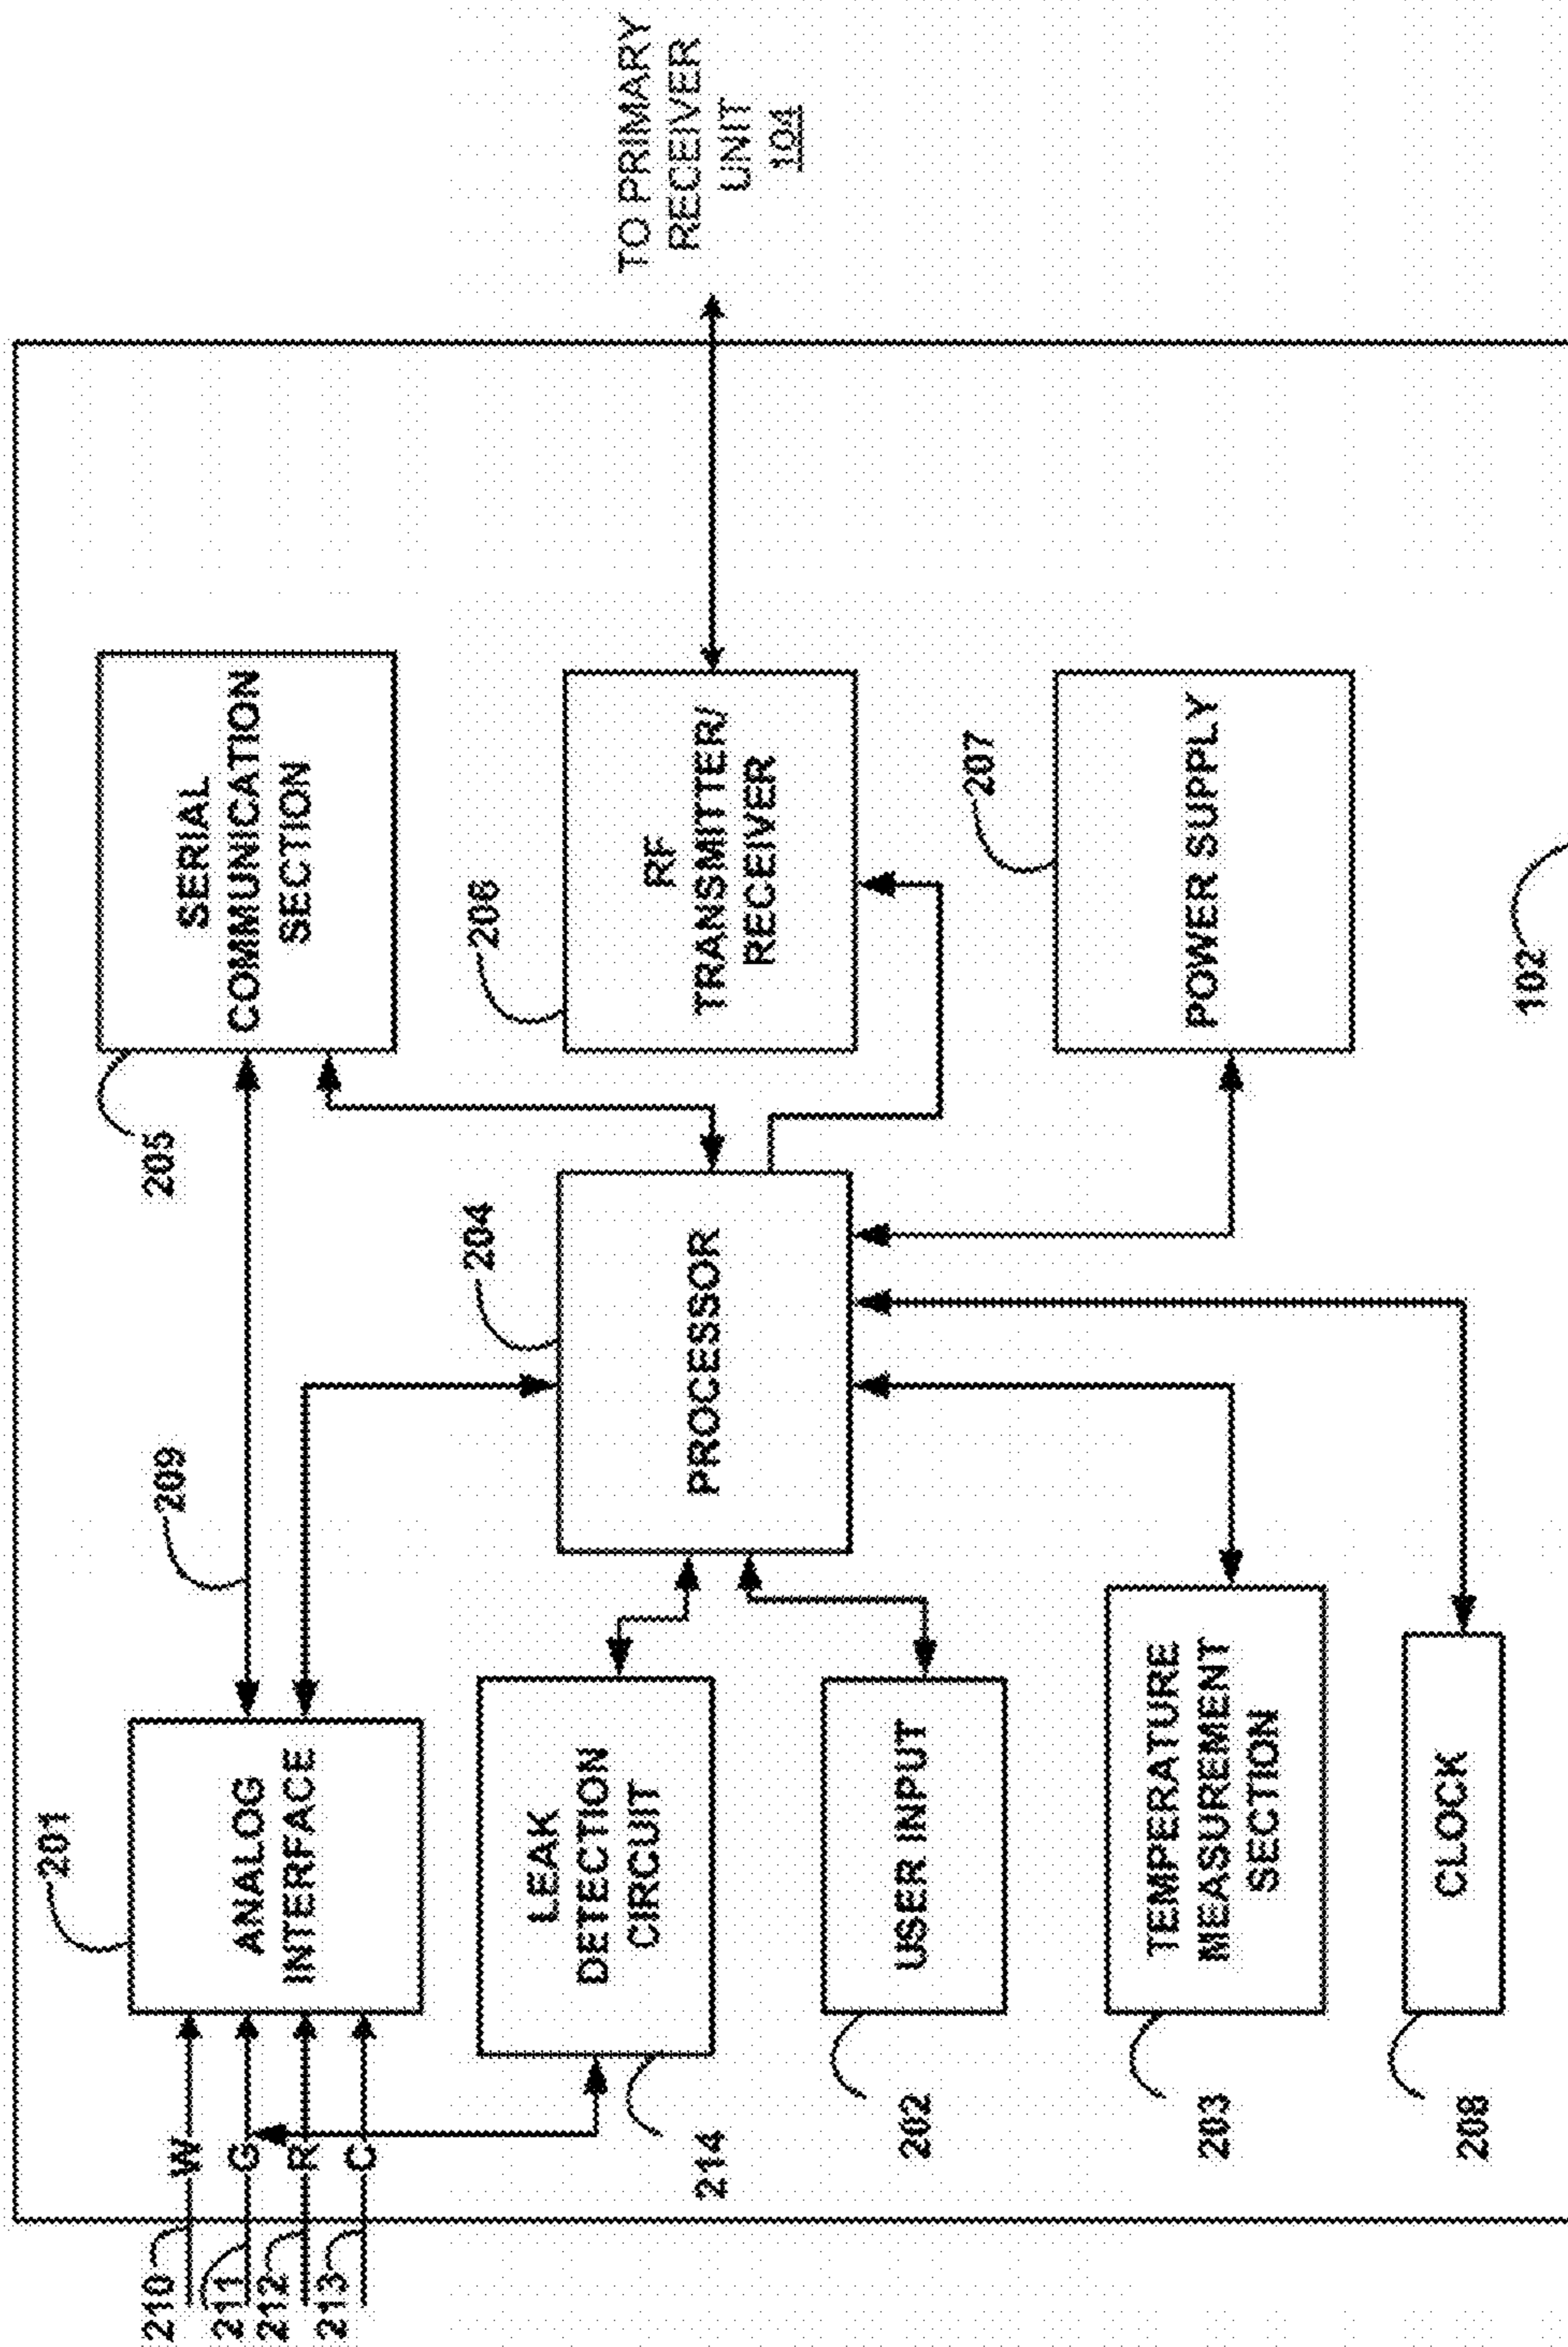 201
209
205
210
W
211
G
212
R
213
C
ANALOG
INTERFACE
SERIAL
COMMUNICATION
SECTION
204
206
TO PRIMARY
RECEIVER
UNIT
104
LEAK
DETECTION
CIRCUIT
PROCESSOR
RF
TRANSMITTER/
RECEIVER
214
USER INPUT
202
207
TEMPERATURE
MEASUREMENT
SECTION
203
POWER SUPPLY
CLOCK
208
102